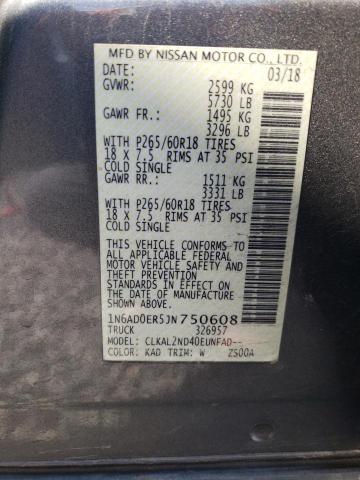 MFD BY NISSAN MOTOR CO., LTD.
DATE: 03/18
GVWR: 2599 KG
5730 LB
GAWR FR.: 1495 KG
3296 LB
WITH P265/60R18 TIRES
18 X 7.5 RIMS AT 35 PSI
COLD SINGLE
GAWR RR.: 1511 KG
3331 LB
WITH P265/60R18 TIRES
18 X 7.5 RIMS AT 35 PSI
COLD SINGLE
THIS VEHICLE CONFORMS TO
ALL APPLICABLE FEDERAL
MOTOR VEHICLE SAFETY
STANDARDS IN EFFECT ON
THE DATE OF MANUFACTURE
SHOWN ABOVE.
1N6AD0ER5JN750608
TRUCK 326957
MODEL: CLKAL2ND40EUNFAD--
COLOR: KAD TRIM: W Z500A